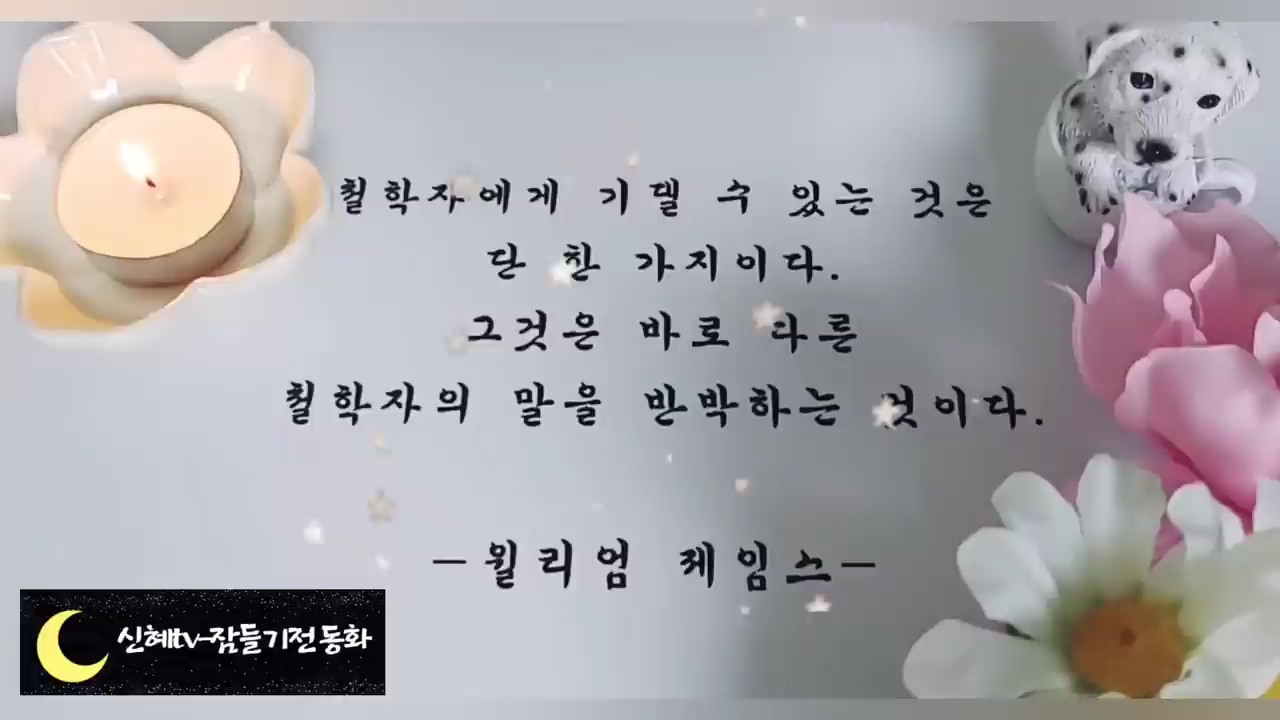 철학자에게 기댈 수 있는 것은
단 한 가지이다.
그것은 바로 다른
철학자의 말을 반박하는 것이다.
-윌리엄 제임스-
신혜tv-잠들기전동화